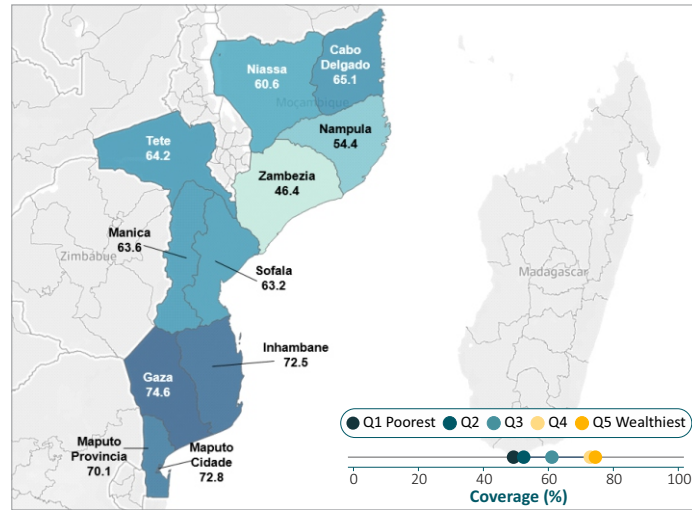 Cabo
Delgado
65.1
Niassa
60.6
Moçambique
Nampula
54.4
Tete
64.2
Zambezia
46.4
Manica
63.6
Zimbábue
Sofala
63.2
Madagascar
Inhambane
72.5
Gaza
74.6
Maputo
Provincia
70.1
Maputo
Cidade
72.8
Q1 Poorest Q2 Q3 Q4 Q5 Wealthiest
0 20 40 60 80 100
Coverage (%)